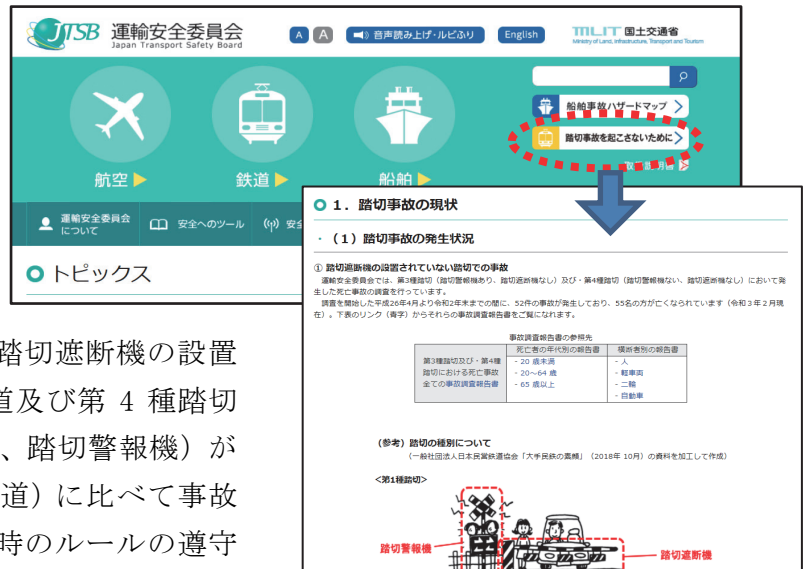 JTSB 運輸安全委員会
Japan Transport Safety Board
A A 音声読み上げ・ルビふり English
MLIT 国土交通省
Ministry of Land, Infrastructure, Transport and Tourism
船舶事故ハザードマップ
踏切事故を起こさないために
航空 鉄道 船舶
運輸安全委員会
について
安全へのツール
トピックス
1. 踏切事故の現状
・(1)踏切事故の発生状況
① 踏切遮断機の設置されていない踏切での事故
運輸安全委員会では、第3種踏切(踏切警報機あり、踏切遮断機なし)及び・第4種踏切(踏切警報機ない、踏切遮断機なし)において発
生した死亡事故の調査を行っています。
調査を開始した平成26年4月より令和2年末までの間に、52件の事故が発生しており、55名の方が亡くなられています(令和3年2月現
在)。下表のリンク(青字)からそれらの事故調査報告書をご覧になれます。
事故調査報告書の参照先
死亡者の年代別の報告書 横断者別の報告書
第3種踏切及び・第4種
踏切における死亡事故
全ての事故調査報告書
- 20 歳未満
- 20~64 歳
- 65 歳以上
- 人
- 軽車両
- 二輪
- 自動車
(参考)踏切の種別について
(一般社団法人日本民営鉄道協会「大手民鉄の素顔」(2018年 10月)の資料を加工して作成)
<第1種踏切>
踏切警報機
踏切遮断機
踏切遮断機の設置
道及び第 4 種踏切
、踏切警報機)が
道)に比べて事故
時のルールの遵守